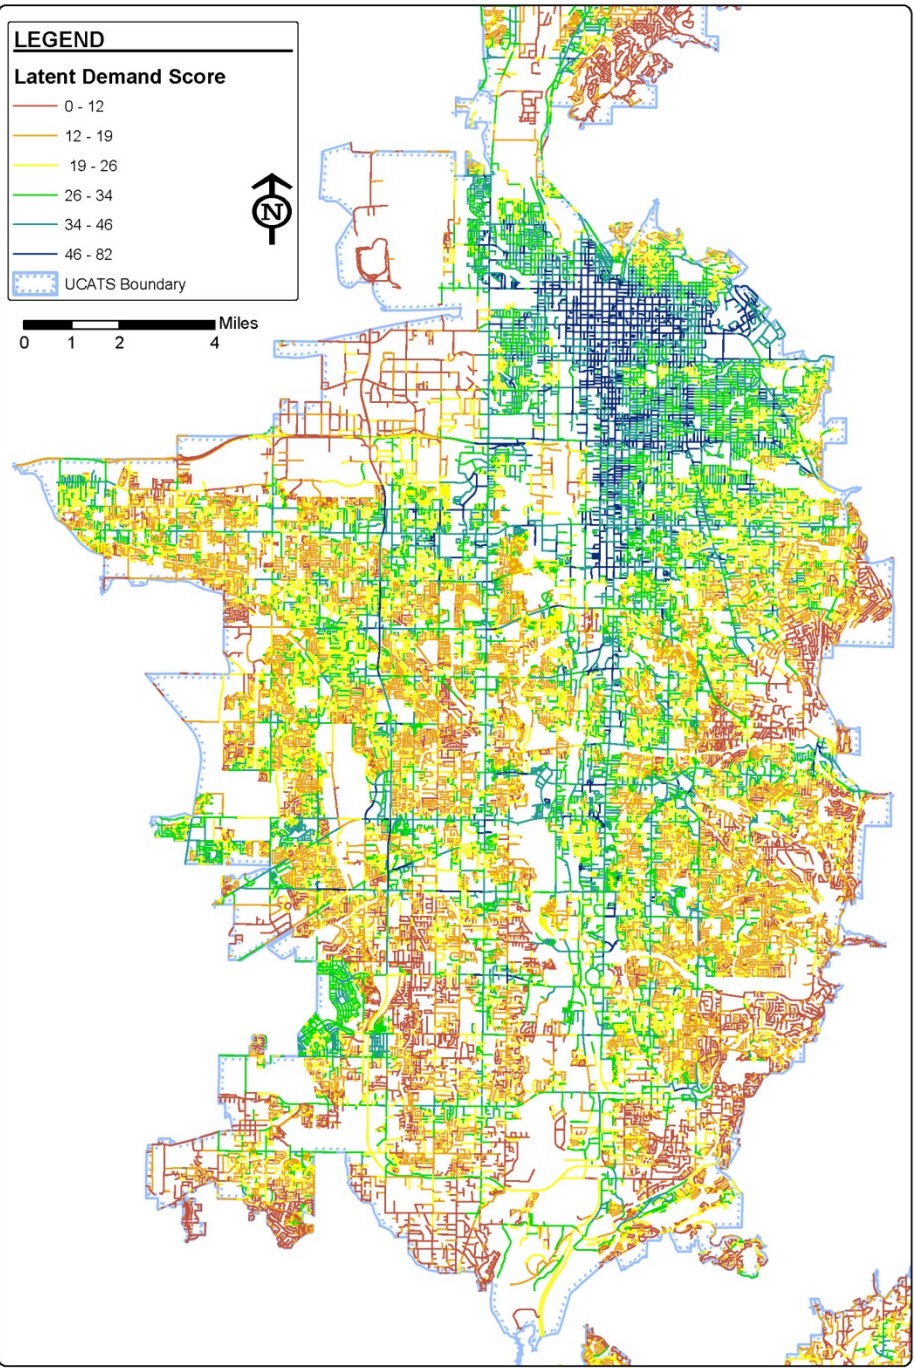 LEGEND
Latent Demand Score
0 - 12
12 - 19
19 - 26
26 - 34
34 - 46
46 - 82
UCATS Boundary
N
Miles
0 1 2 4